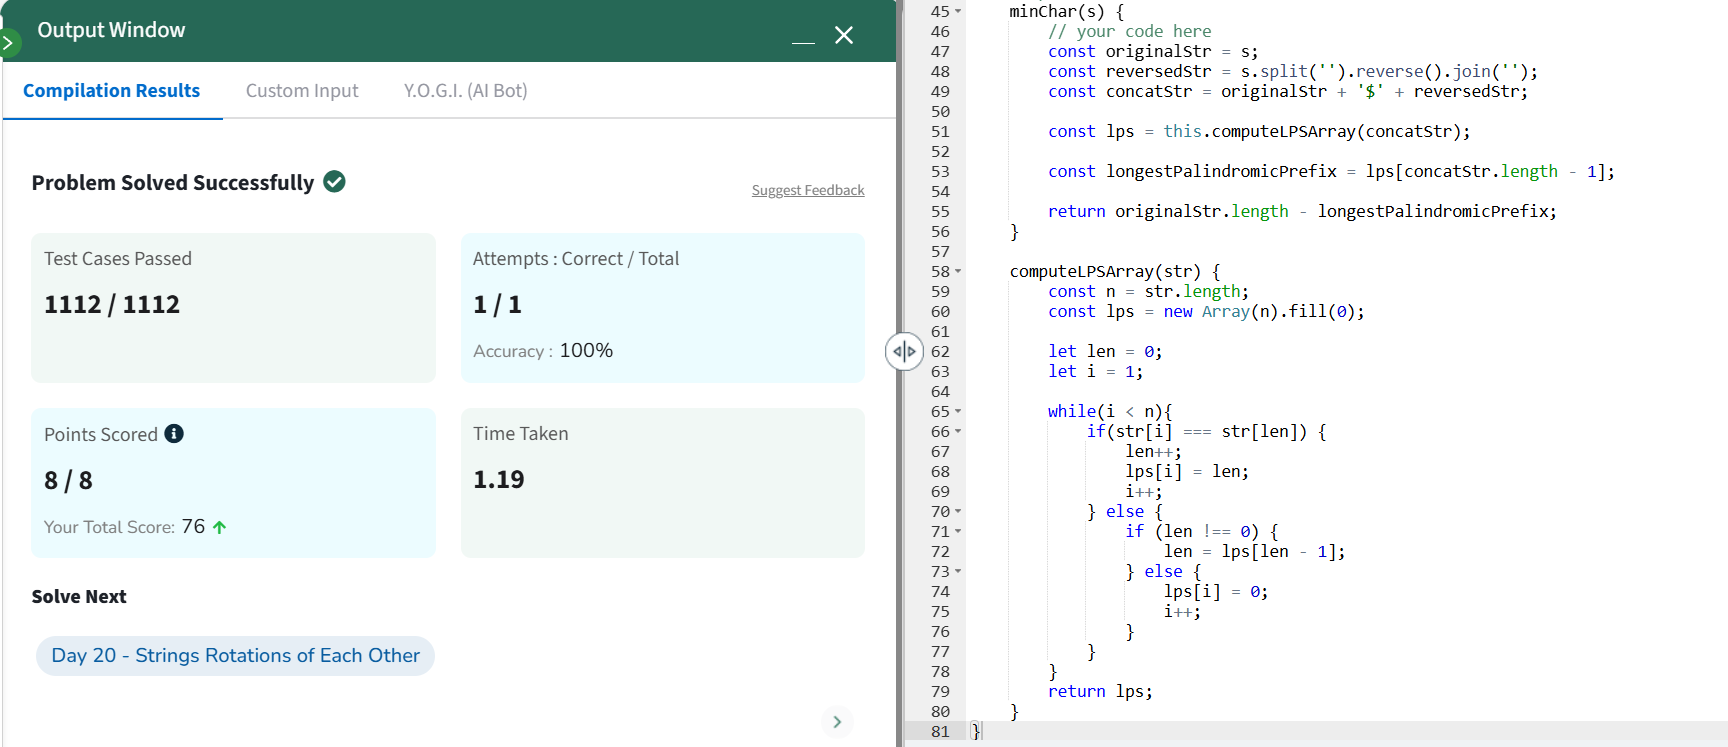 Output Window
Compilation Results
Custom Input
Y.O.G.I. (AI Bot)
Problem Solved Successfully
Suggest Feedback
Test Cases Passed
1112 / 1112
Attempts : Correct / Total
1 / 1
Accuracy : 100%
Points Scored
8 / 8
Your Total Score: 76
Time Taken
1.19
Solve Next
Day 20 - Strings Rotations of Each Other
45 minChar(s) {
46 // your code here
47 const originalStr = s;
48 const reversedStr = s.split('').reverse().join('');
49 const concatStr = originalStr + '$' + reversedStr;
50
51 const lps = this.computeLPSArray(concatStr);
52
53 const longestPalindromicPrefix = lps[concatStr.length - 1];
54
55 return originalStr.length - longestPalindromicPrefix;
56 }
57
58 computeLPSArray(str) {
59 const n = str.length;
60 const lps = new Array(n).fill(0);
61
62 let len = 0;
63 let i = 1;
64
65 while(i < n){
66 if(str[i] === str[len]) {
67 len++;
68 lps[i] = len;
69 i++;
70 } else {
71 if (len !== 0) {
72 len = lps[len - 1];
73 } else {
74 lps[i] = 0;
75 i++;
76 }
77 }
78 }
79 return lps;
80 }
81 }